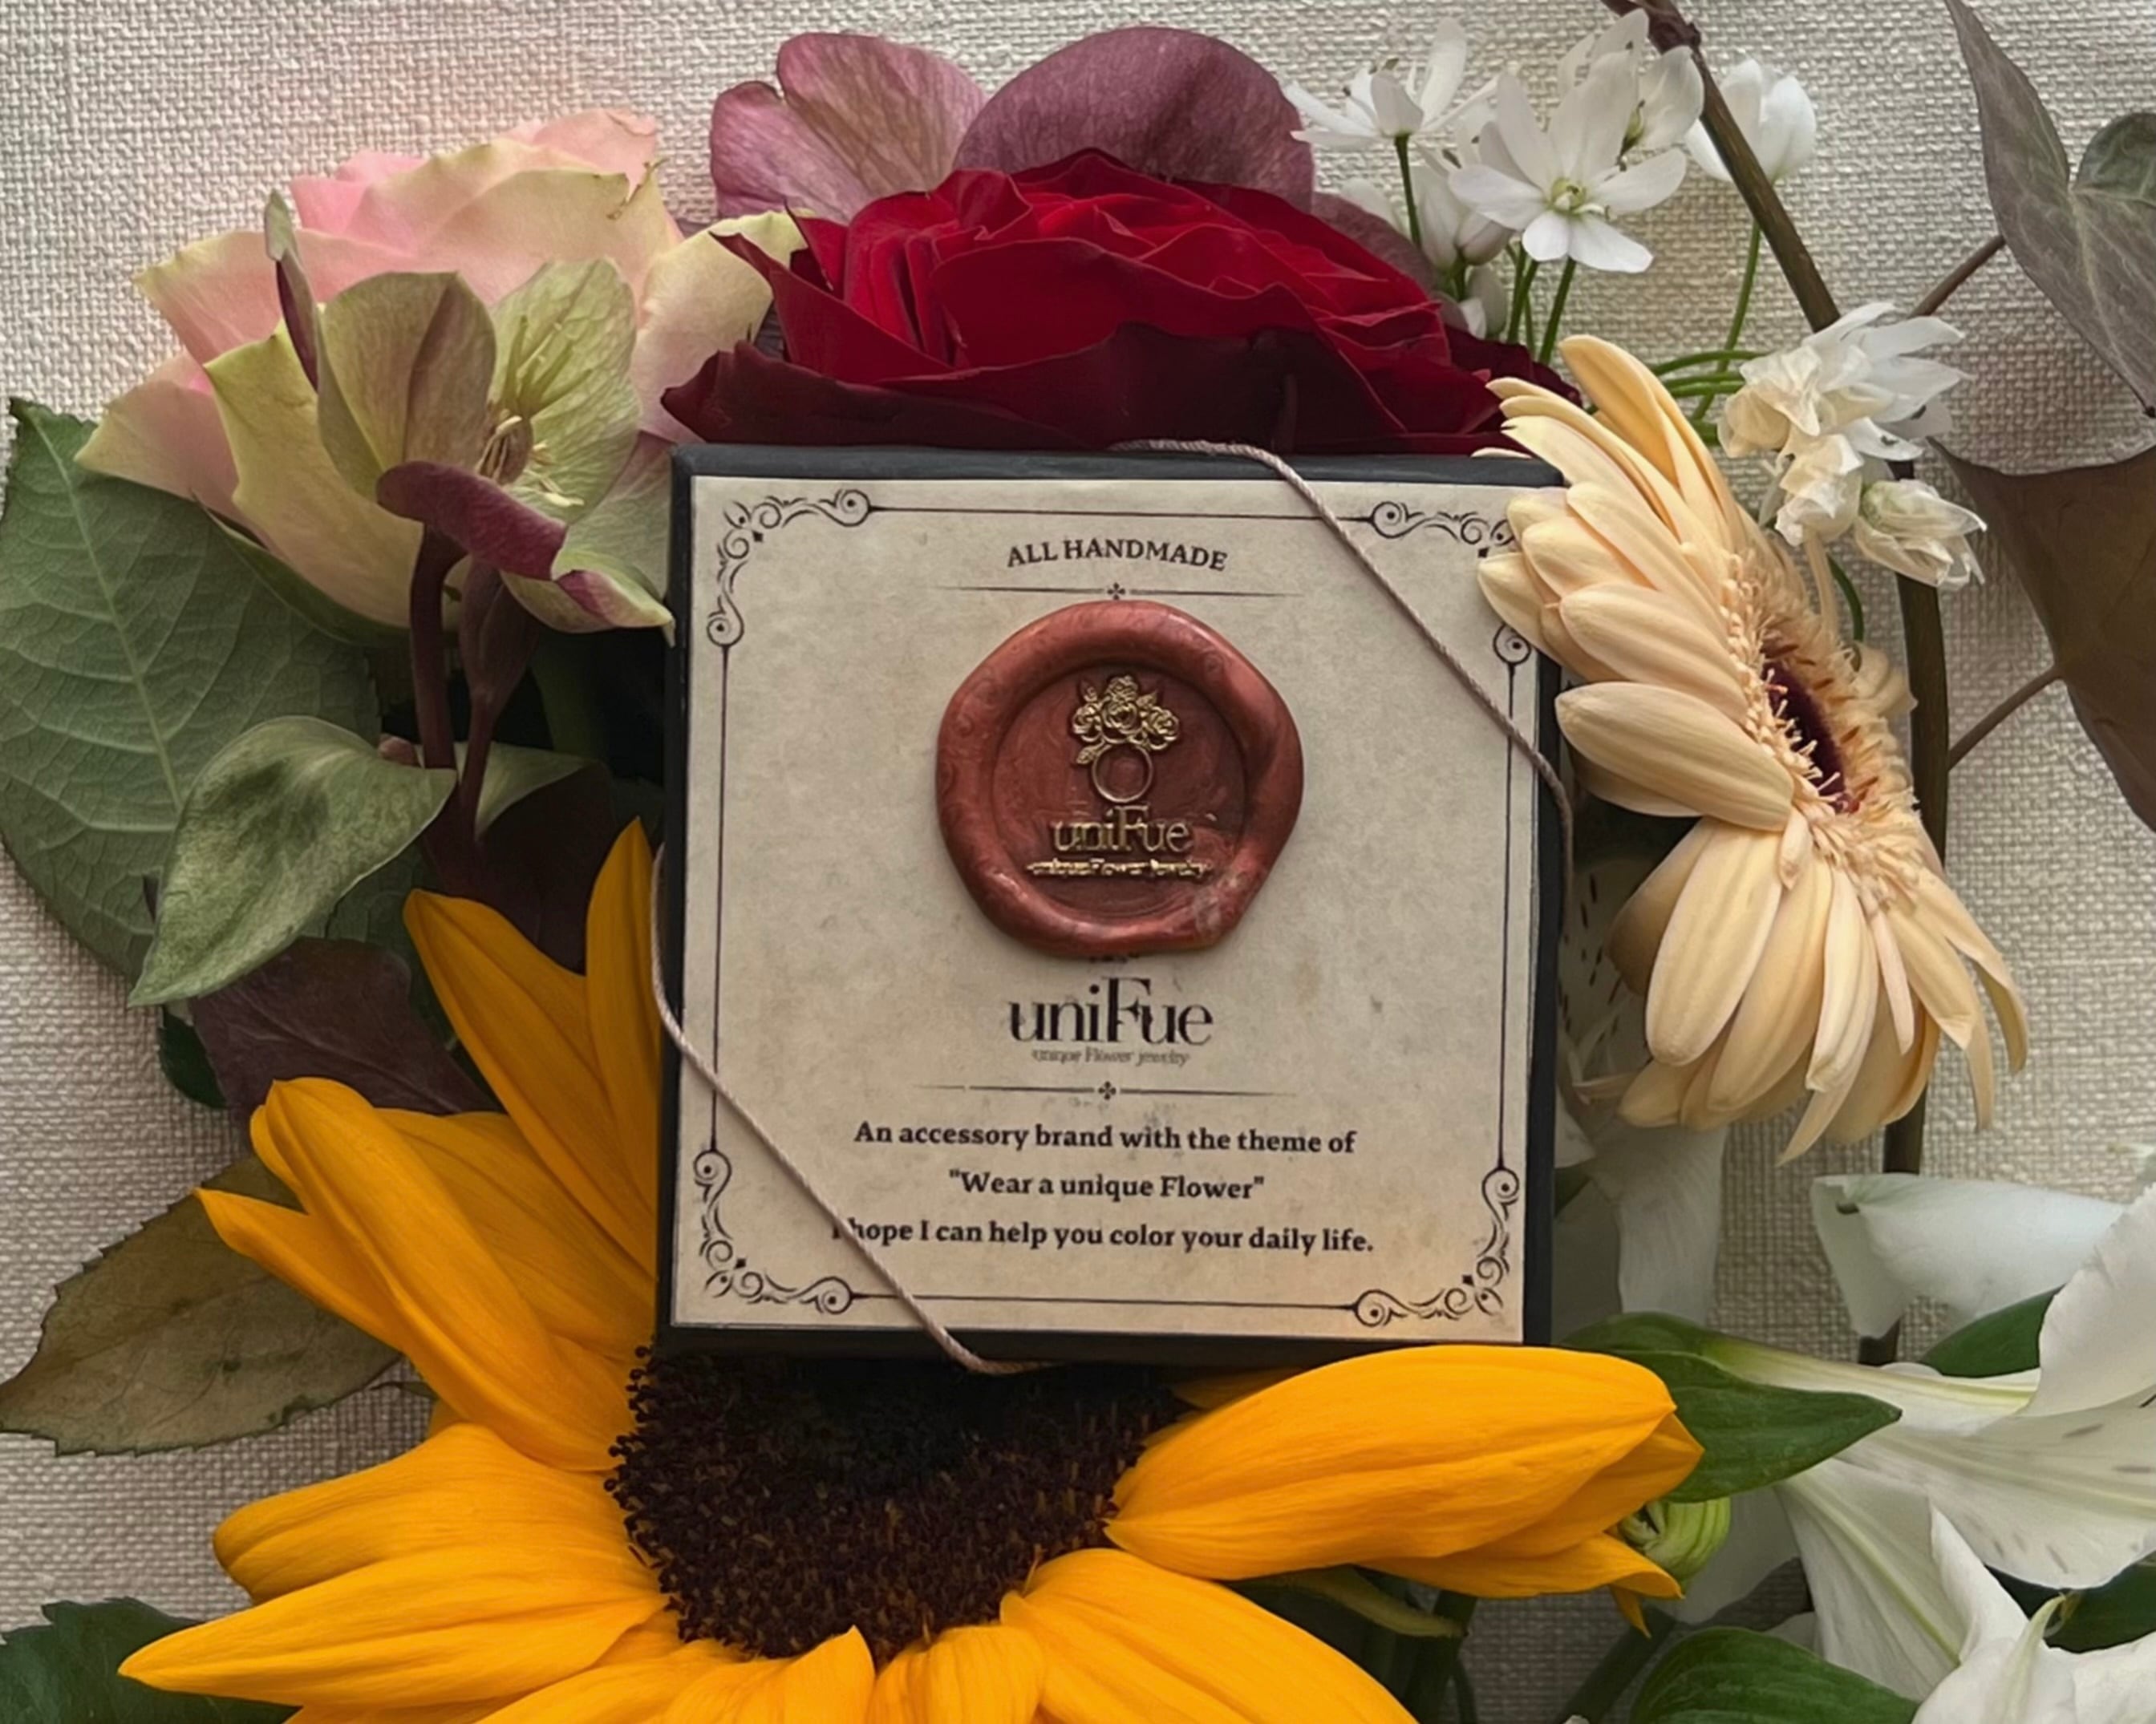 ALL HANDMADE
uniFue
unique Flower Jewelry
uniFue
unique Flower jewelry
An accessory brand with the theme of
"Wear a unique Flower"
I hope I can help you color your daily life.